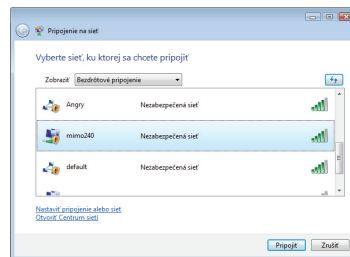 Pripojenie na sieť
Vyberte sieť, ku ktorej sa chcete pripojiť
Zobraziť Bezdrôtové pripojenie
Angry Nezabezpečená sieť
mimo240 Nezabezpečená sieť
default Nezabezpečená sieť
Nastaviť pripojenie alebo sieť
Otvoriť Centrum sietí
Pripojiť Zrušiť